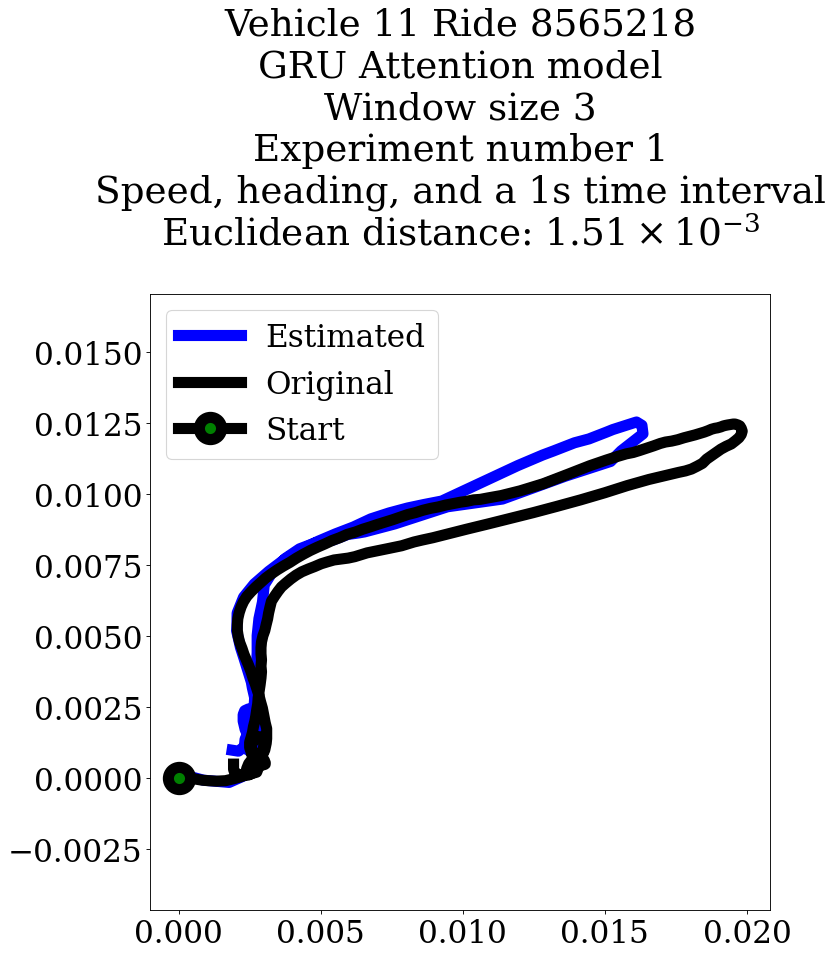 Vehicle 11 Ride 8565218
GRU Attention model
Window size 3
Experiment number 1
Speed, heading, and a 1s time interval
Euclidean distance: 1.51 × 10⁻³
Estimated
Original
Start
0.0150
0.0125
0.0100
0.0075
0.0050
0.0025
0.0000
−0.0025
0.000 0.005 0.010 0.015 0.020